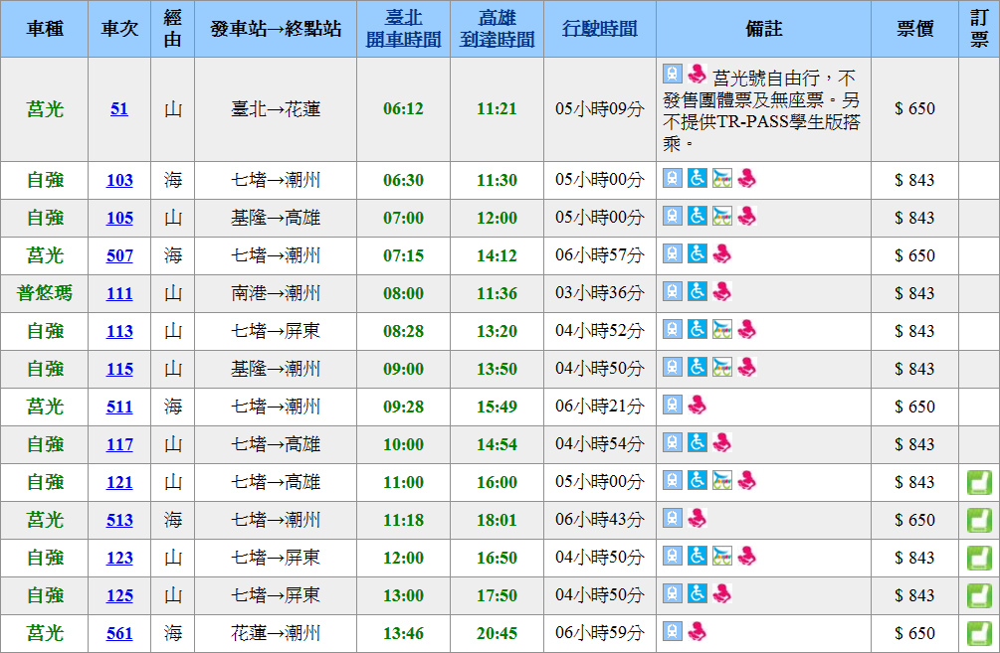 車種 車次 經由 發車站→終點站 臺北開車時間 高雄到達時間 行駛時間 備註 票價 訂票
莒光 51 山 臺北→花蓮 06:12 11:21 05小時09分 莒光號自由行，不發售團體票及無座票。另不提供TR-PASS學生版搭乘。 $ 650
自強 103 海 七堵→潮州 06:30 11:30 05小時00分 $ 843
自強 105 山 基隆→高雄 07:00 12:00 05小時00分 $ 843
莒光 507 海 七堵→潮州 07:15 14:12 06小時57分 $ 650
普悠瑪 111 山 南港→潮州 08:00 11:36 03小時36分 $ 843
自強 113 山 七堵→屏東 08:28 13:20 04小時52分 $ 843
自強 115 山 基隆→潮州 09:00 13:50 04小時50分 $ 843
莒光 511 海 七堵→潮州 09:28 15:49 06小時21分 $ 650
自強 117 山 七堵→高雄 10:00 14:54 04小時54分 $ 843
自強 121 山 七堵→高雄 11:00 16:00 05小時00分 $ 843
莒光 513 海 七堵→潮州 11:18 18:01 06小時43分 $ 650
自強 123 山 七堵→屏東 12:00 16:50 04小時50分 $ 843
自強 125 山 七堵→屏東 13:00 17:50 04小時50分 $ 843
莒光 561 海 花蓮→潮州 13:46 20:45 06小時59分 $ 650